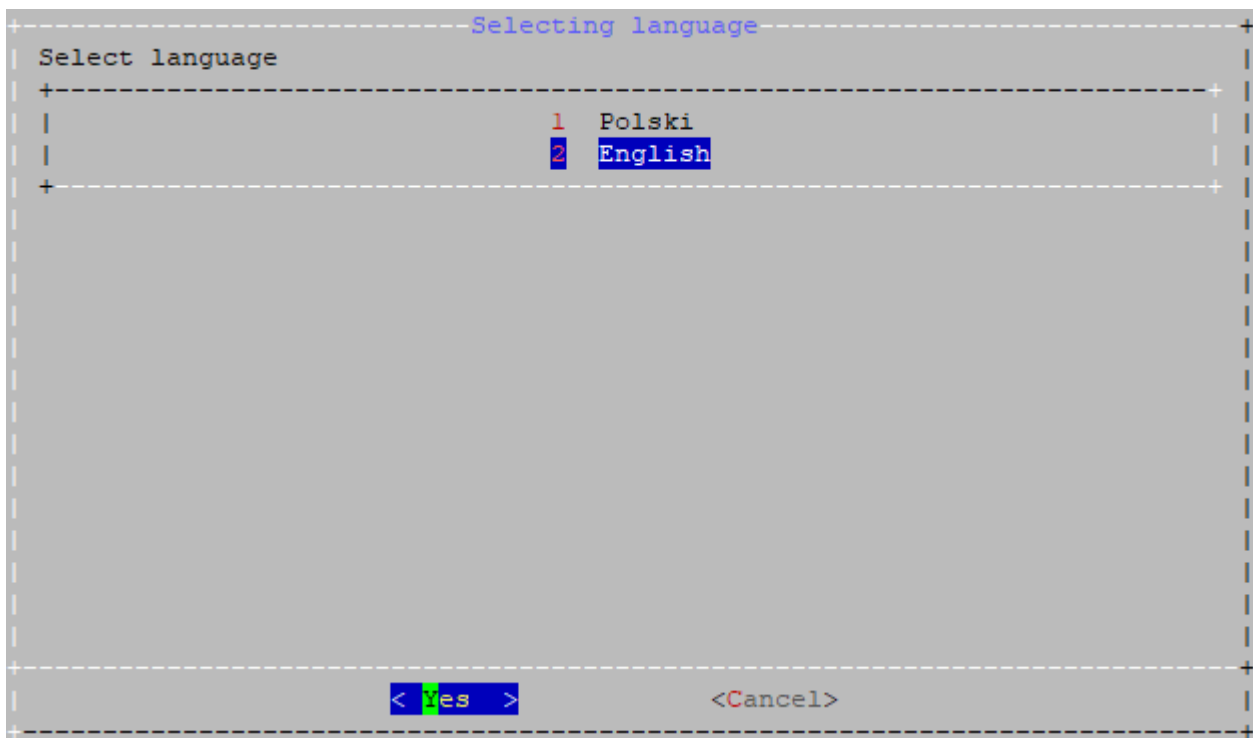 Selecting language
Select language
1 Polski
2 English
< Yes > <Cancel>